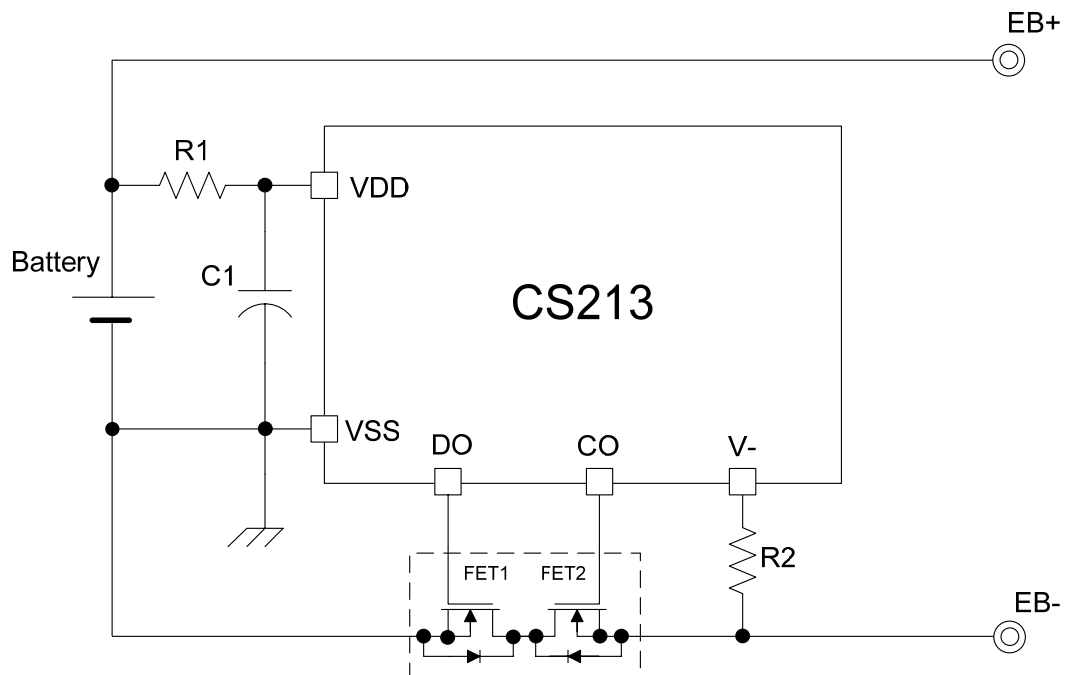 EB+
R1
VDD
Battery
C1
CS213
VSS
DO
CO
V-
FET1
FET2
R2
EB-